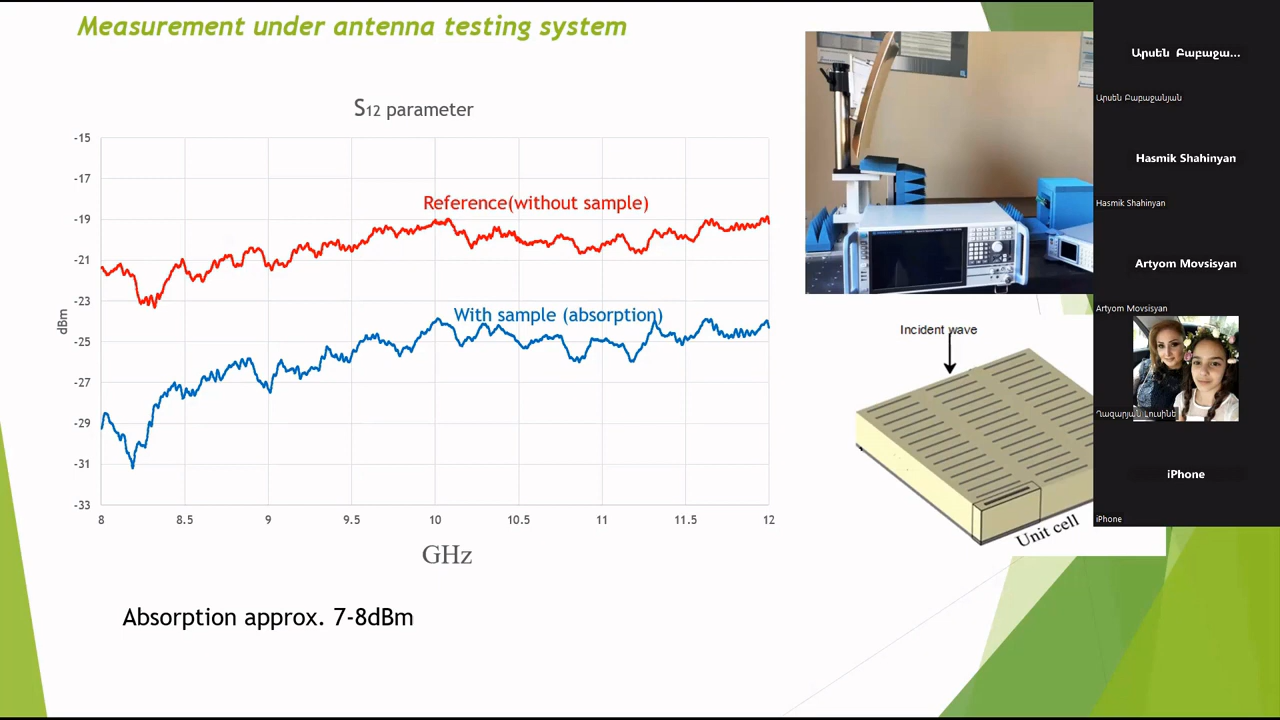 Measurement under antenna testing system
S12 parameter
-15
-17
-19
-21
-23
-25
-27
-29
-31
-33
dBm
Reference(without sample)
With sample (absorption)
8
8.5
9
9.5
10
10.5
11
11.5
12
GHz
Absorption approx. 7-8dBm
Incident wave
Unit cell
Արսեն Բաբաջա...
Արսեն Բաբաջանյան
Hasmik Shahinyan
Hasmik Shahinyan
Artyom Movsisyan
Artyom Movsisyan
Ղազարյան Լուսինե
iPhone
iPhone